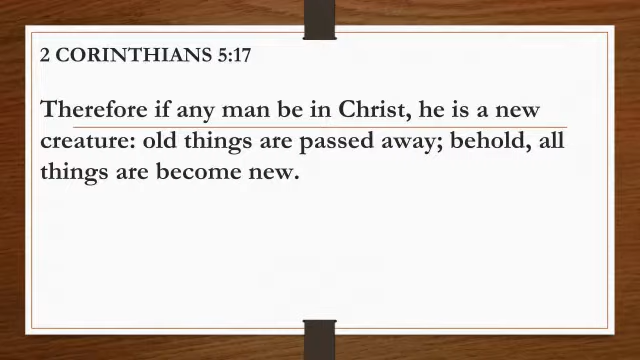 2 CORINTHIANS 5:17
Therefore if any man be in Christ, he is a new
creature: old things are passed away; behold, all
things are become new.